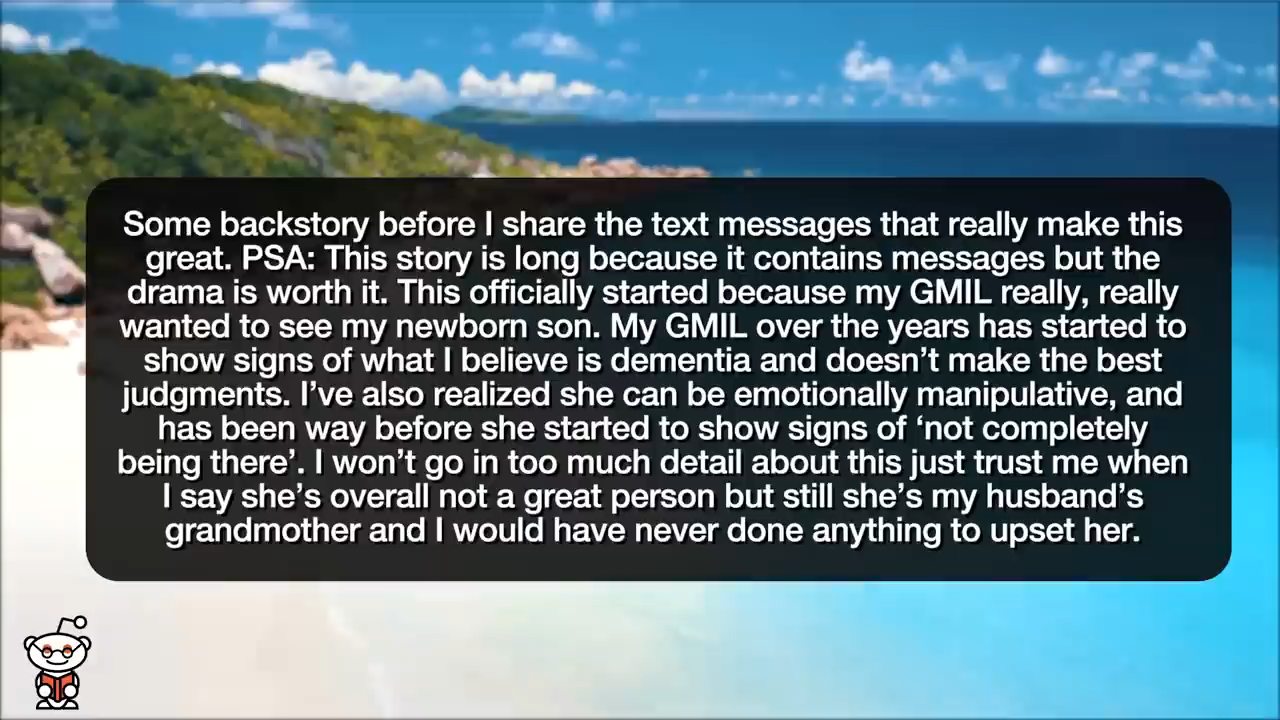 Some backstory before I share the text messages that really make this
great. PSA: This story is long because it contains messages but the
drama is worth it. This officially started because my GMIL really, really
wanted to see my newborn son. My GMIL over the years has started to
show signs of what I believe is dementia and doesn’t make the best
judgments. I’ve also realized she can be emotionally manipulative, and
has been way before she started to show signs of ‘not completely
being there’. I won’t go in too much detail about this just trust me when
I say she’s overall not a great person but still she’s my husband’s
grandmother and I would have never done anything to upset her.